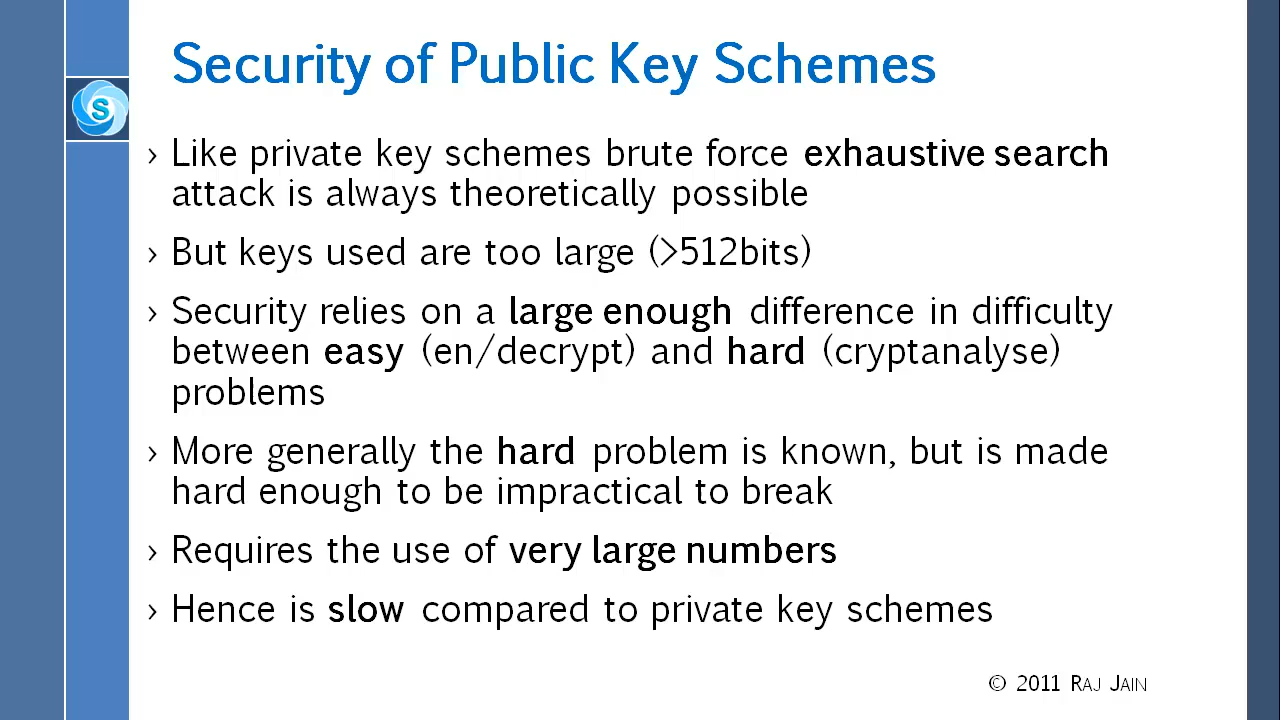 Security of Public Key Schemes
S
› Like private key schemes brute force exhaustive search
attack is always theoretically possible
› But keys used are too large (>512bits)
› Security relies on a large enough difference in difficulty
between easy (en/decrypt) and hard (cryptanalyse)
problems
› More generally the hard problem is known, but is made
hard enough to be impractical to break
› Requires the use of very large numbers
› Hence is slow compared to private key schemes
© 2011 Raj Jain